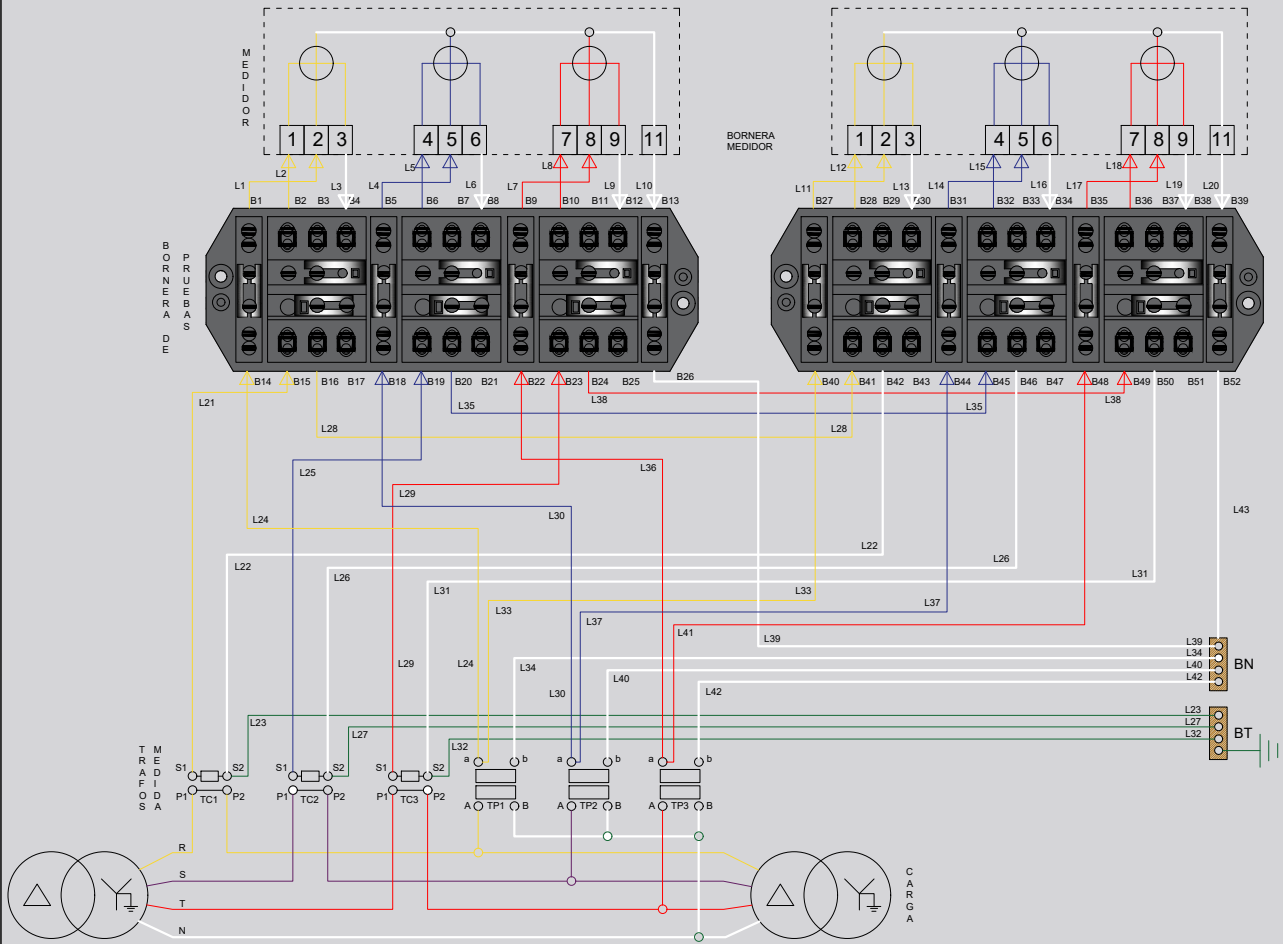 MEDIDOR
1 2 3 4 5 6 7 8 9 11
BORNERA
MEDIDOR
1 2 3 4 5 6 7 8 9 11
L1 L2 L3 L4 L5 L6 L7 L8 L9 L10
L11 L12 L13 L14 L15 L16 L17 L18 L19 L20
B1 B2 B3 B4 B5 B6 B7 B8 B9 B10 B11 B12 B13
B27 B28 B29 B30 B31 B32 B33 B34 B35 B36 B37 B38 B39
BORNERA DE
PRUEBAS
B14 B15 B16 B17 B18 B19 B20 B21 B22 B23 B24 B25 B26
B40 B41 B42 B43 B44 B45 B46 B47 B48 B49 B50 B51 B52
L21 L35 L38 L35 L38
L28 L28
L25 L36
L29
L24 L30 L43
L22 L26
L22 L26 L31 L31
L33 L33
L37 L37
L41 L39
L29 L24 L34 L40
L30 L42
L39
L34
L40
L42
BN
L23
L27
L32
BT
L23 L27 L32
TRAFOS
MEDIDA
S1 S2 S1 S2 S1 S2 a b a b a b
P1 TC1 P2 P1 TC2 P2 P1 TC3 P2 A TP1 B A TP2 B A TP3 B
R
S
T
N
CARGA